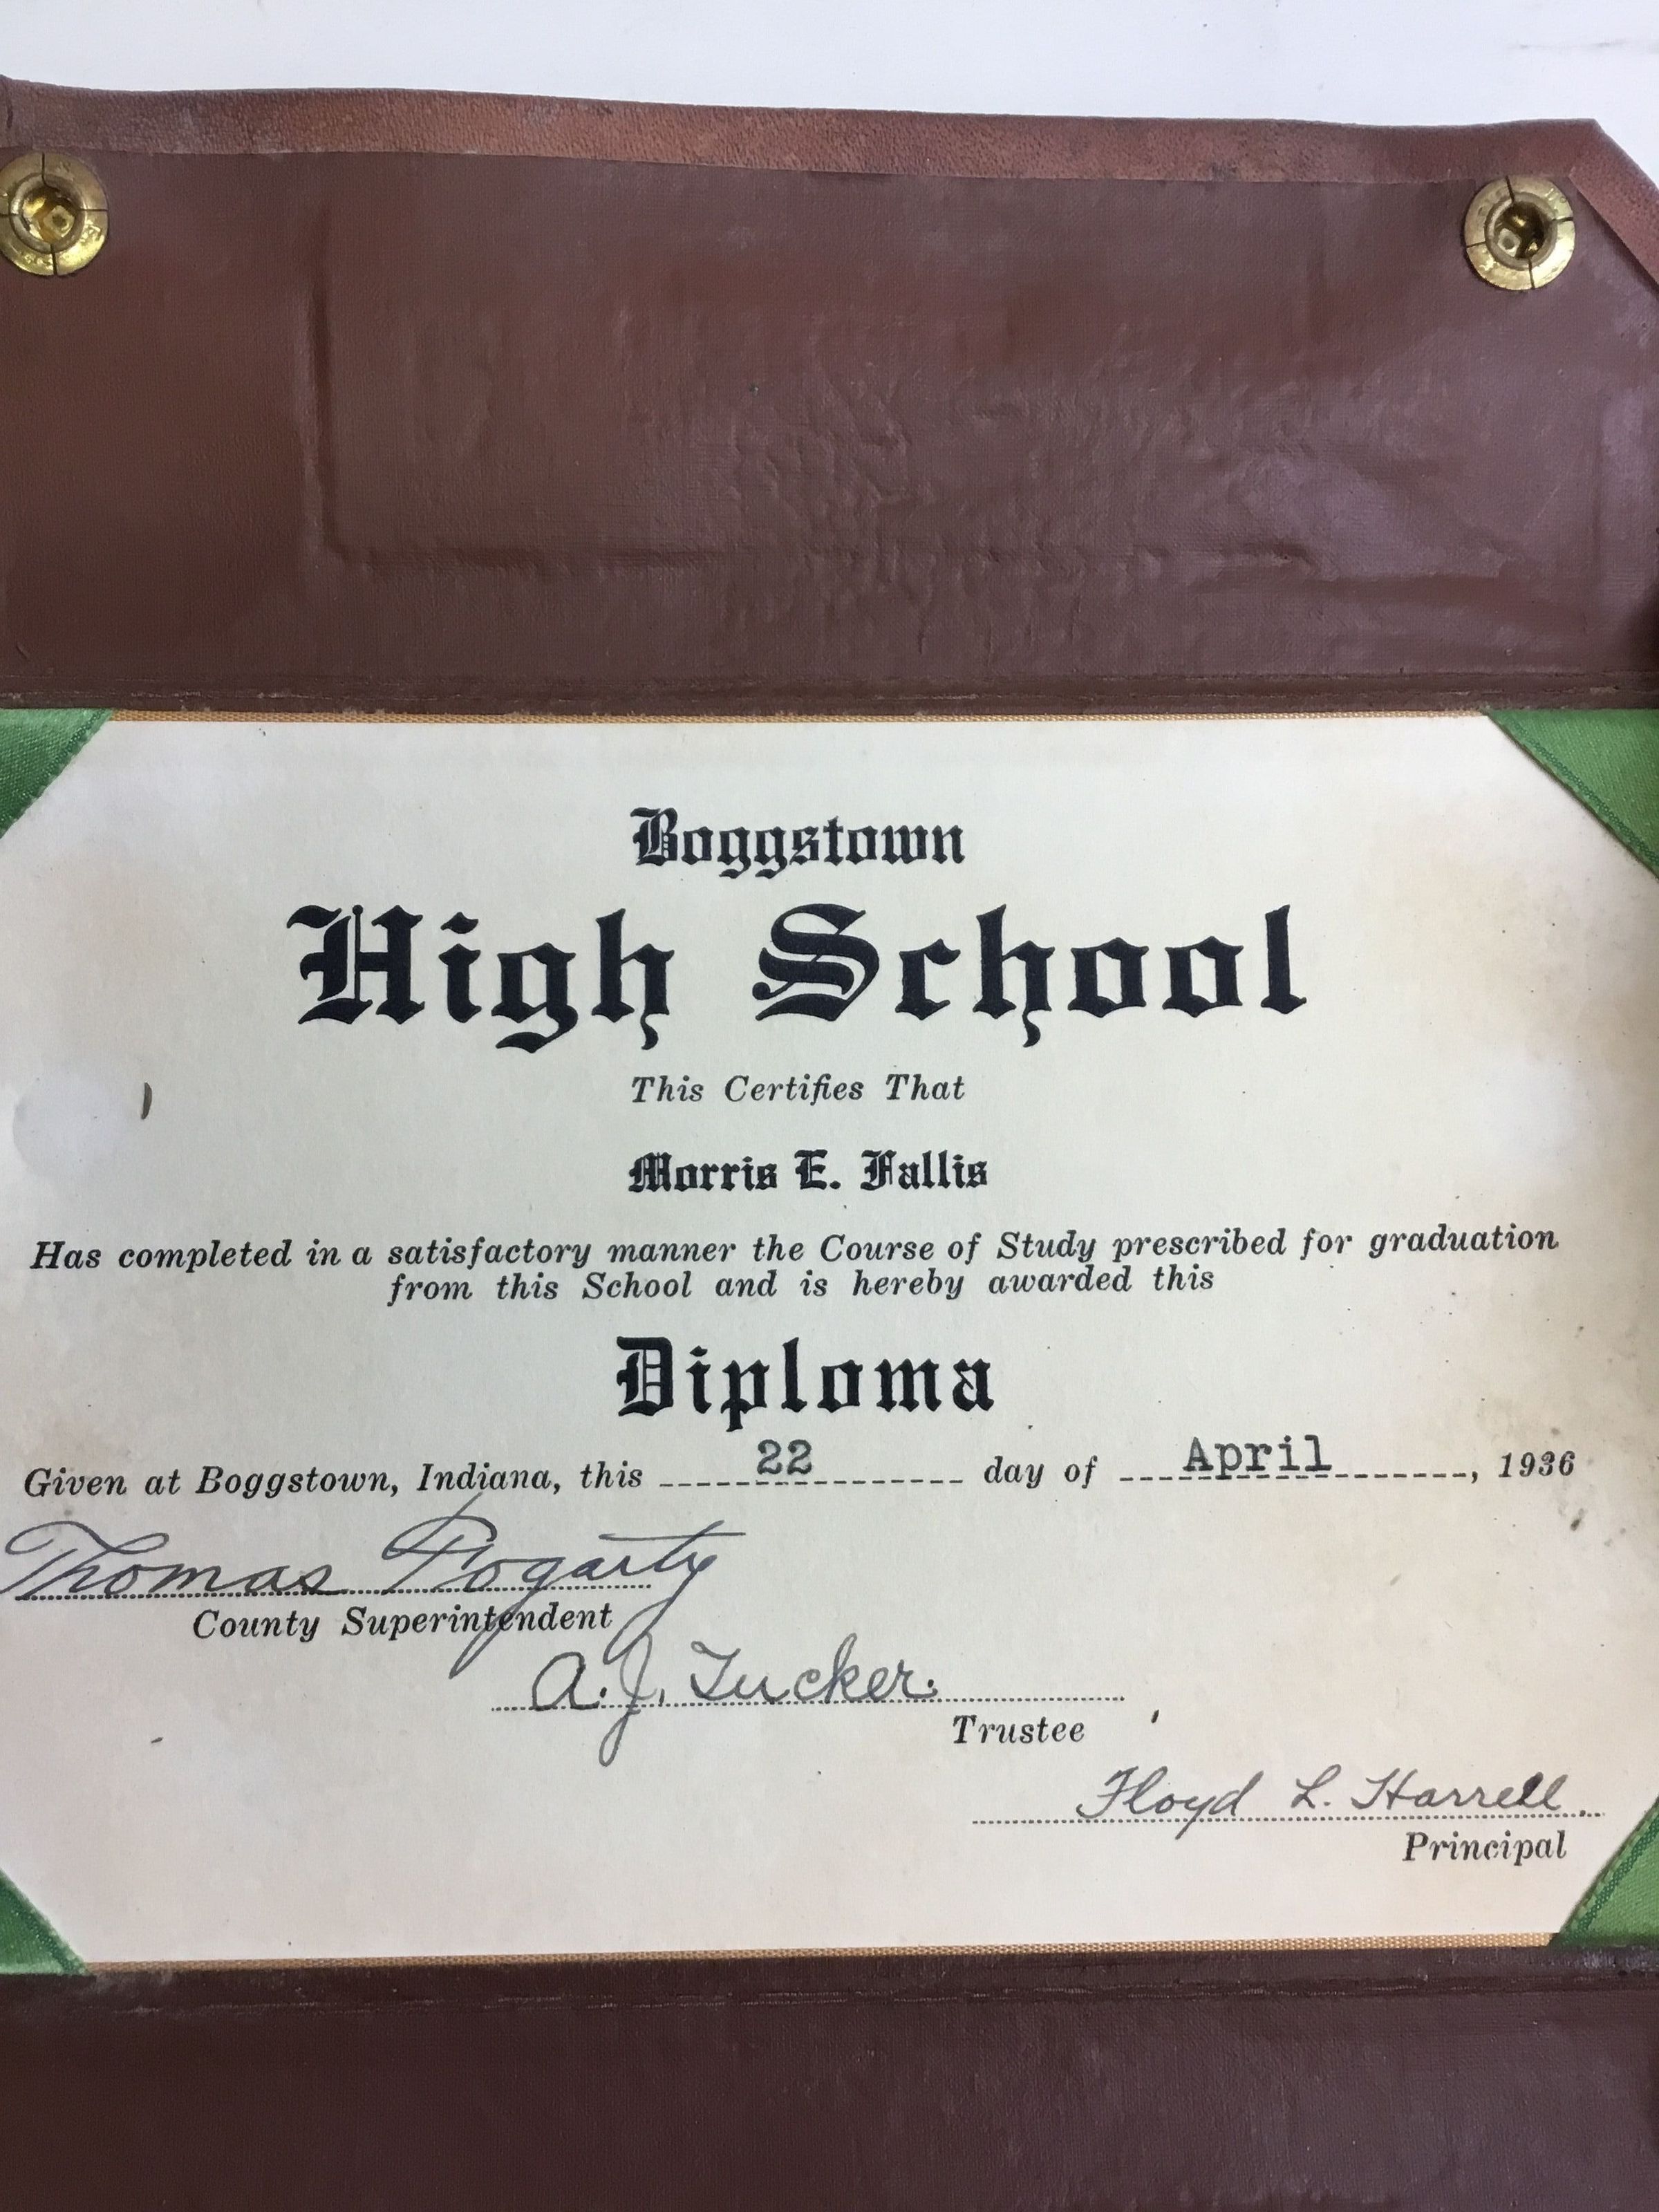 Boggstown
High School
This Certifies That
Morris E. Fallis
Has completed in a satisfactory manner the Course of Study prescribed for graduation
from this School and is hereby awarded this
Diploma
Given at Boggstown, Indiana, this 22 day of April, 1936
Thomas Fogarty
County Superintendent
A. J. Tucker.
Trustee
Floyd L. Harrell.
Principal